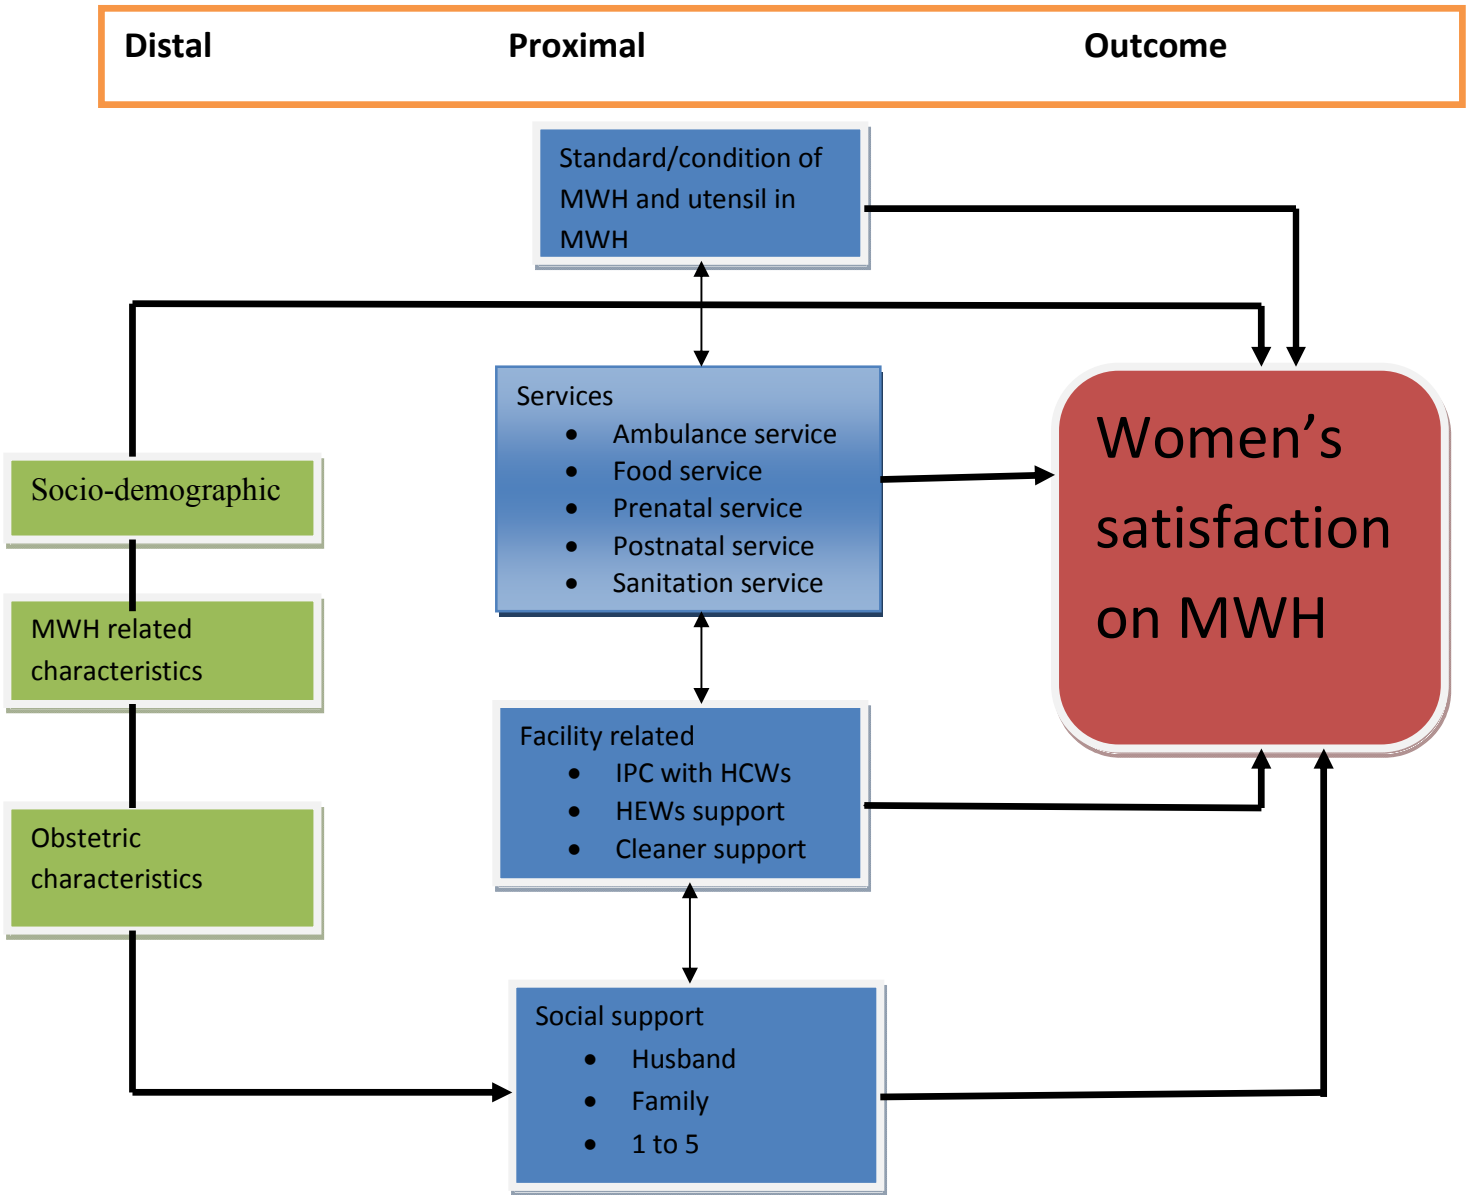 Distal Proximal Outcome
Standard/condition of
MWH and utensil in
MWH
Services
• Ambulance service
• Food service
• Prenatal service
• Postnatal service
• Sanitation service
Women’s
satisfaction
on MWH
Socio-demographic
MWH related
characteristics
Facility related
• IPC with HCWs
• HEWs support
• Cleaner support
Obstetric
characteristics
Social support
• Husband
• Family
• 1 to 5